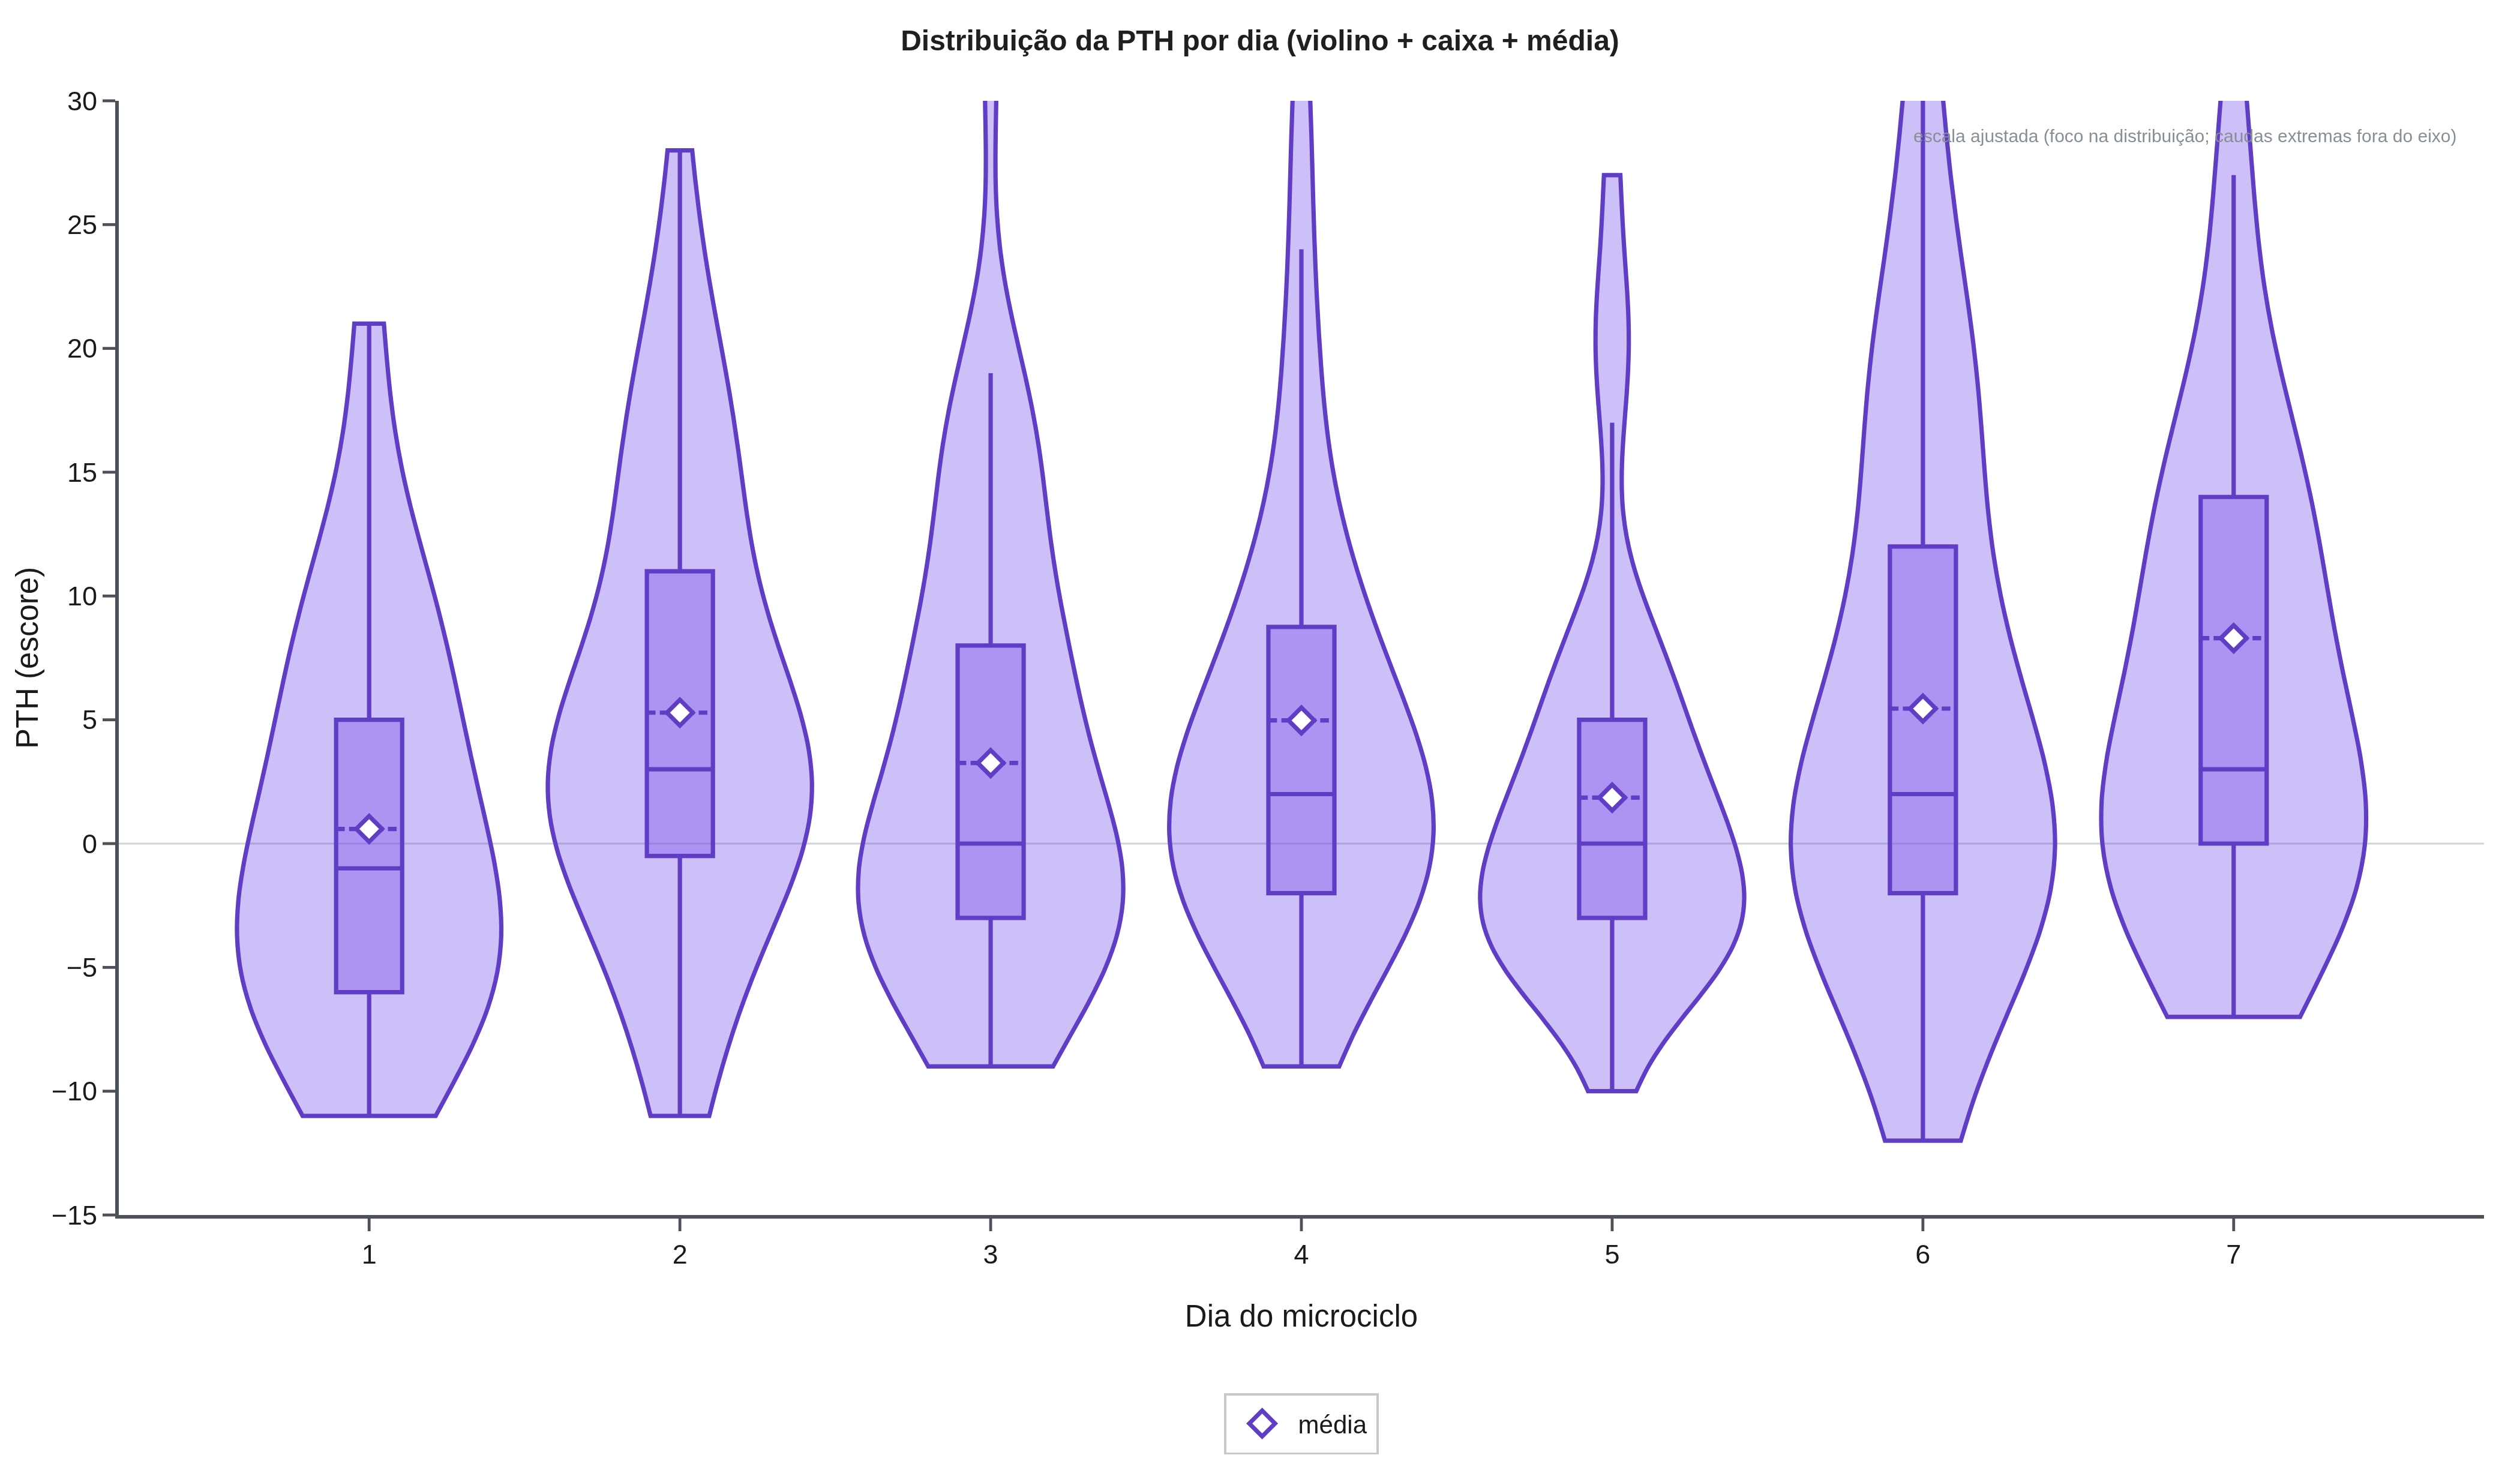 Distribuição da PTH por dia (violino + caixa + média)
30
escala ajustada (foco na distribuição; caudas extremas fora do eixo)
25
20
15
10
5
0
−5
−10
−15
PTH (escore)
1 2 3 4 5 6 7
Dia do microciclo
média